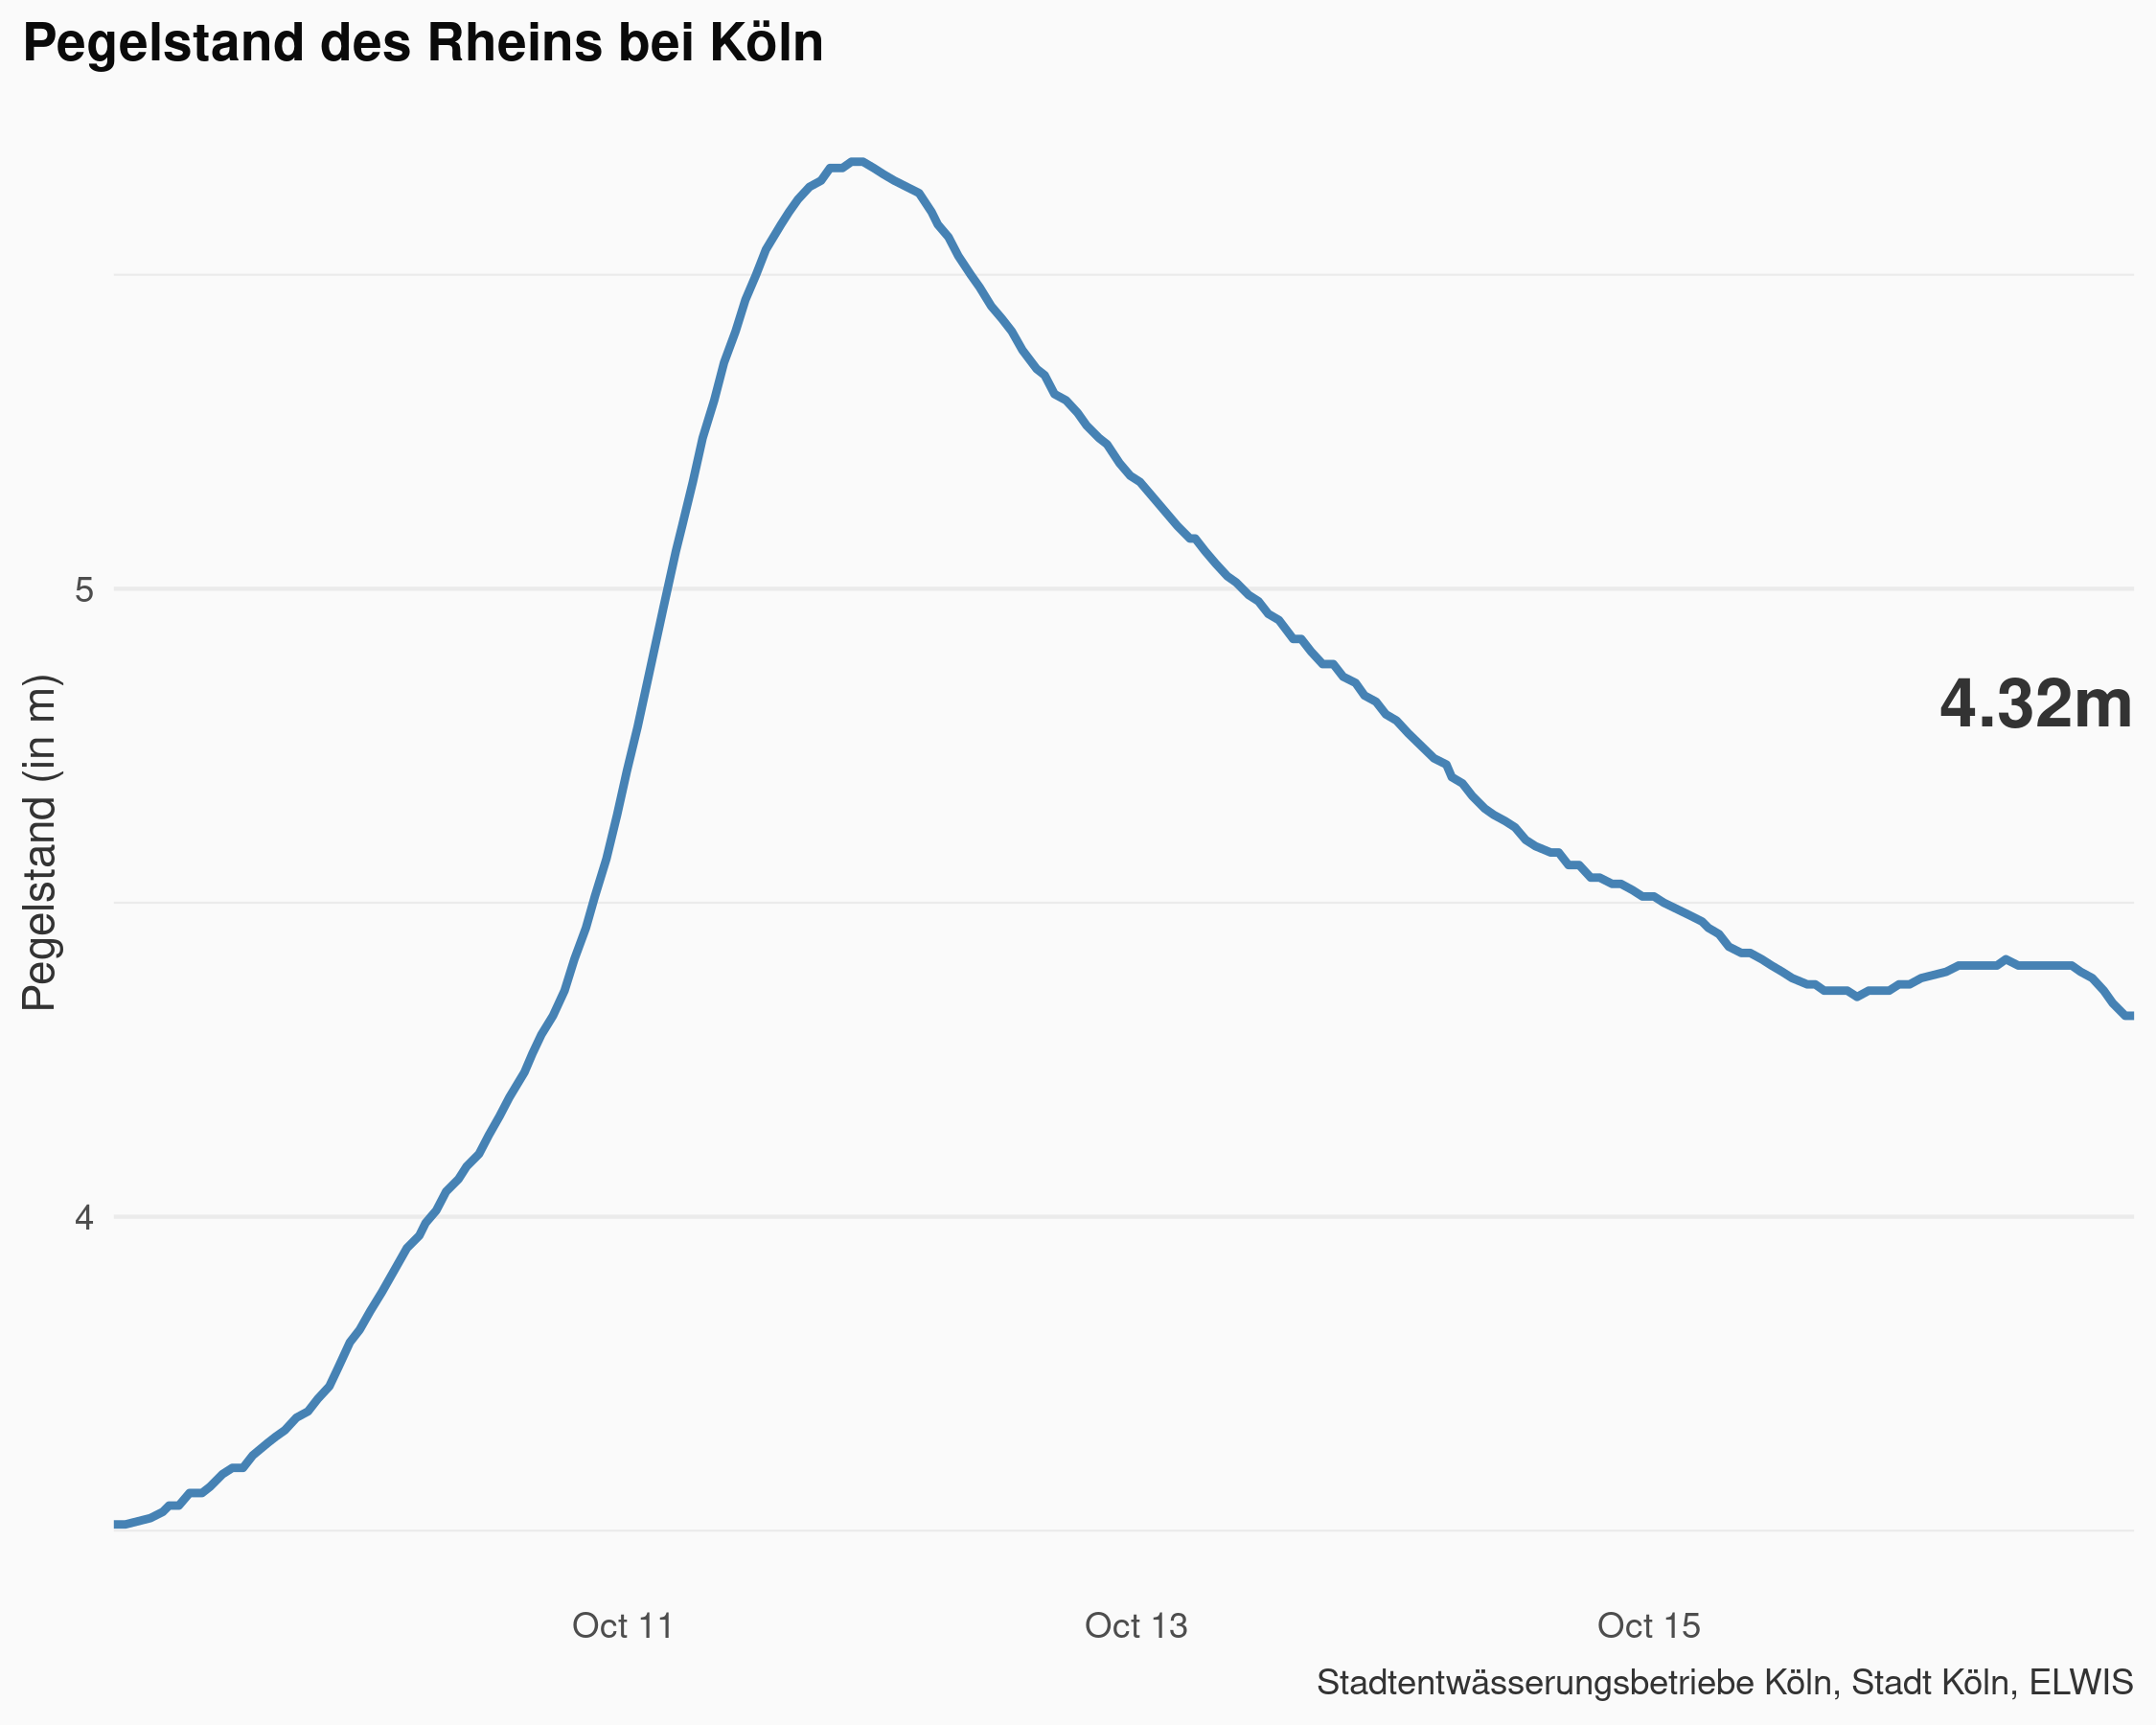 Pegelstand des Rheins bei Köln
Pegelstand (in m)
5
4
4.32m
Oct 11
Oct 13
Oct 15
Stadtentwässerungsbetriebe Köln, Stadt Köln, ELWIS